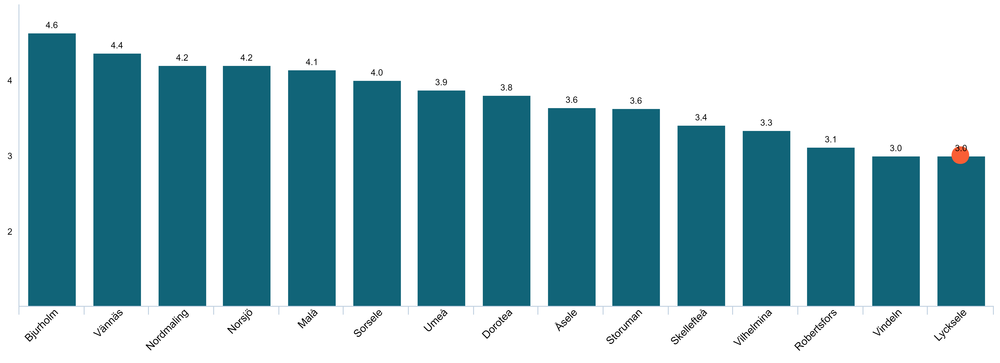 4.6
4.4
4.2
4.2
4.1
4.0
3.9
3.8
3.6
3.6
3.4
3.3
3.1
3.0
3.0
4
3
2
Bjurholm
Vännäs
Nordmaling
Norsjö
Malå
Sorsele
Umeå
Dorotea
Åsele
Storuman
Skellefteå
Vilhelmina
Robertsfors
Vindeln
Lycksele